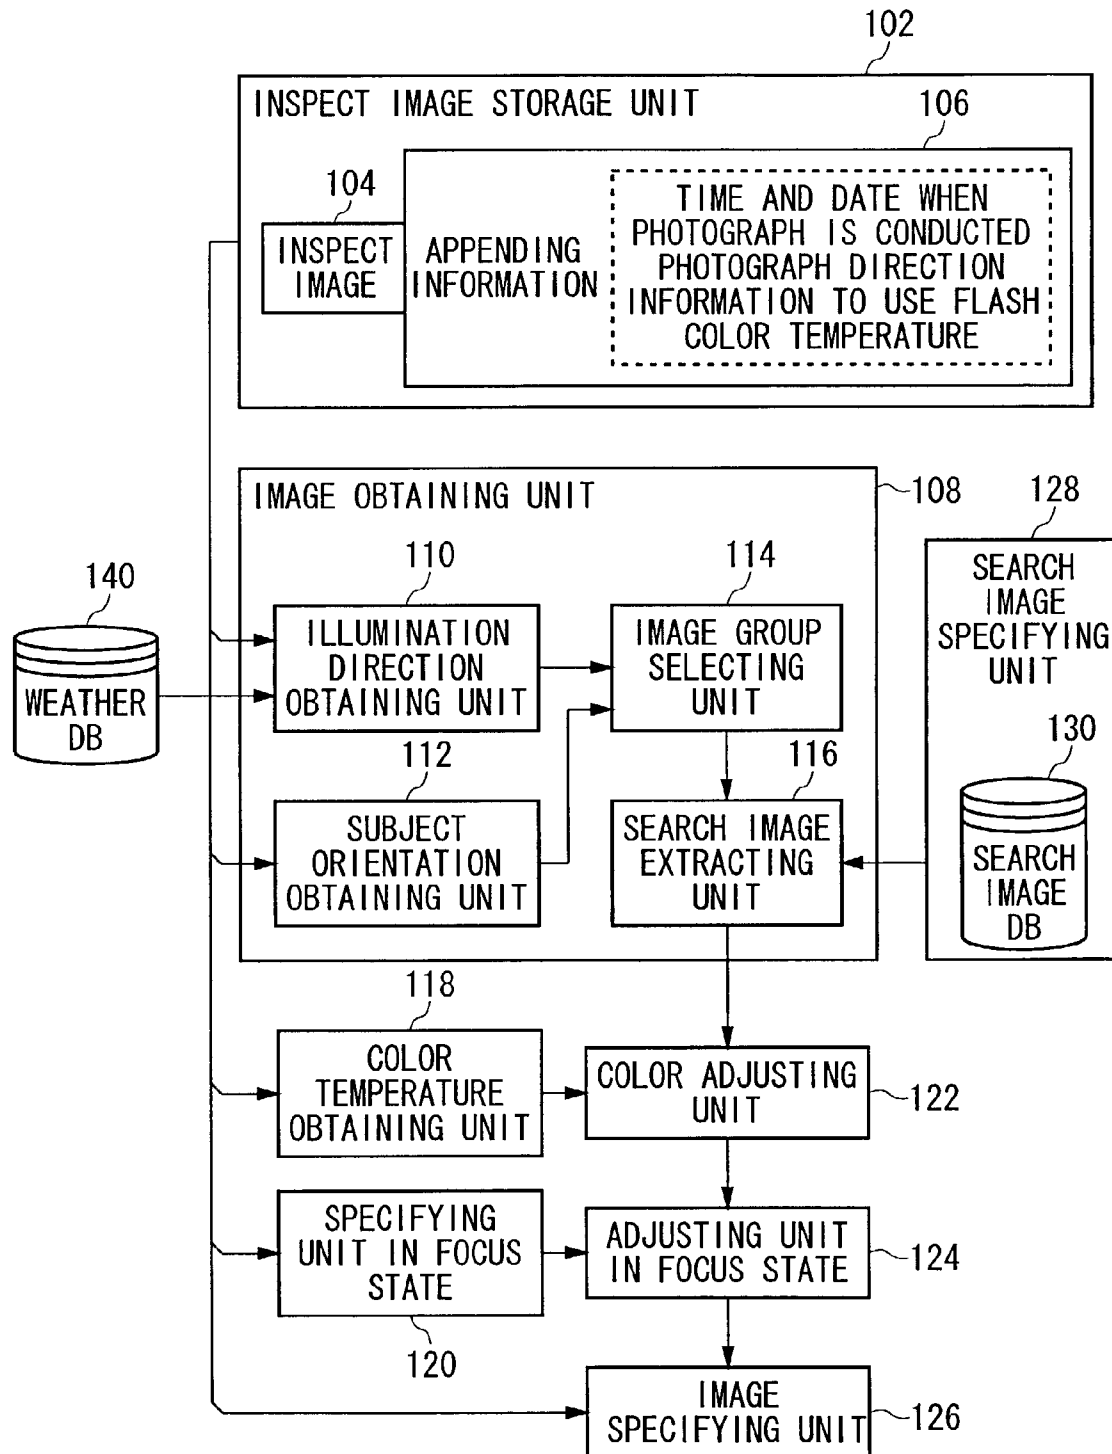 102
INSPECT IMAGE STORAGE UNIT
106
104
INSPECT
IMAGE
APPENDING
INFORMATION
TIME AND DATE WHEN
PHOTOGRAPH IS CONDUCTED
PHOTOGRAPH DIRECTION
INFORMATION TO USE FLASH
COLOR TEMPERATURE
IMAGE OBTAINING UNIT
108
128
140
110
114
SEARCH
IMAGE
SPECIFYING
UNIT
WEATHER
DB
ILLUMINATION
DIRECTION
OBTAINING UNIT
IMAGE GROUP
SELECTING
UNIT
112
116
130
SUBJECT
ORIENTATION
OBTAINING UNIT
SEARCH IMAGE
EXTRACTING
UNIT
SEARCH
IMAGE
DB
118
COLOR
TEMPERATURE
OBTAINING UNIT
COLOR ADJUSTING
UNIT
122
SPECIFYING
UNIT IN FOCUS
STATE
120
ADJUSTING UNIT
IN FOCUS STATE
124
IMAGE
SPECIFYING UNIT
126